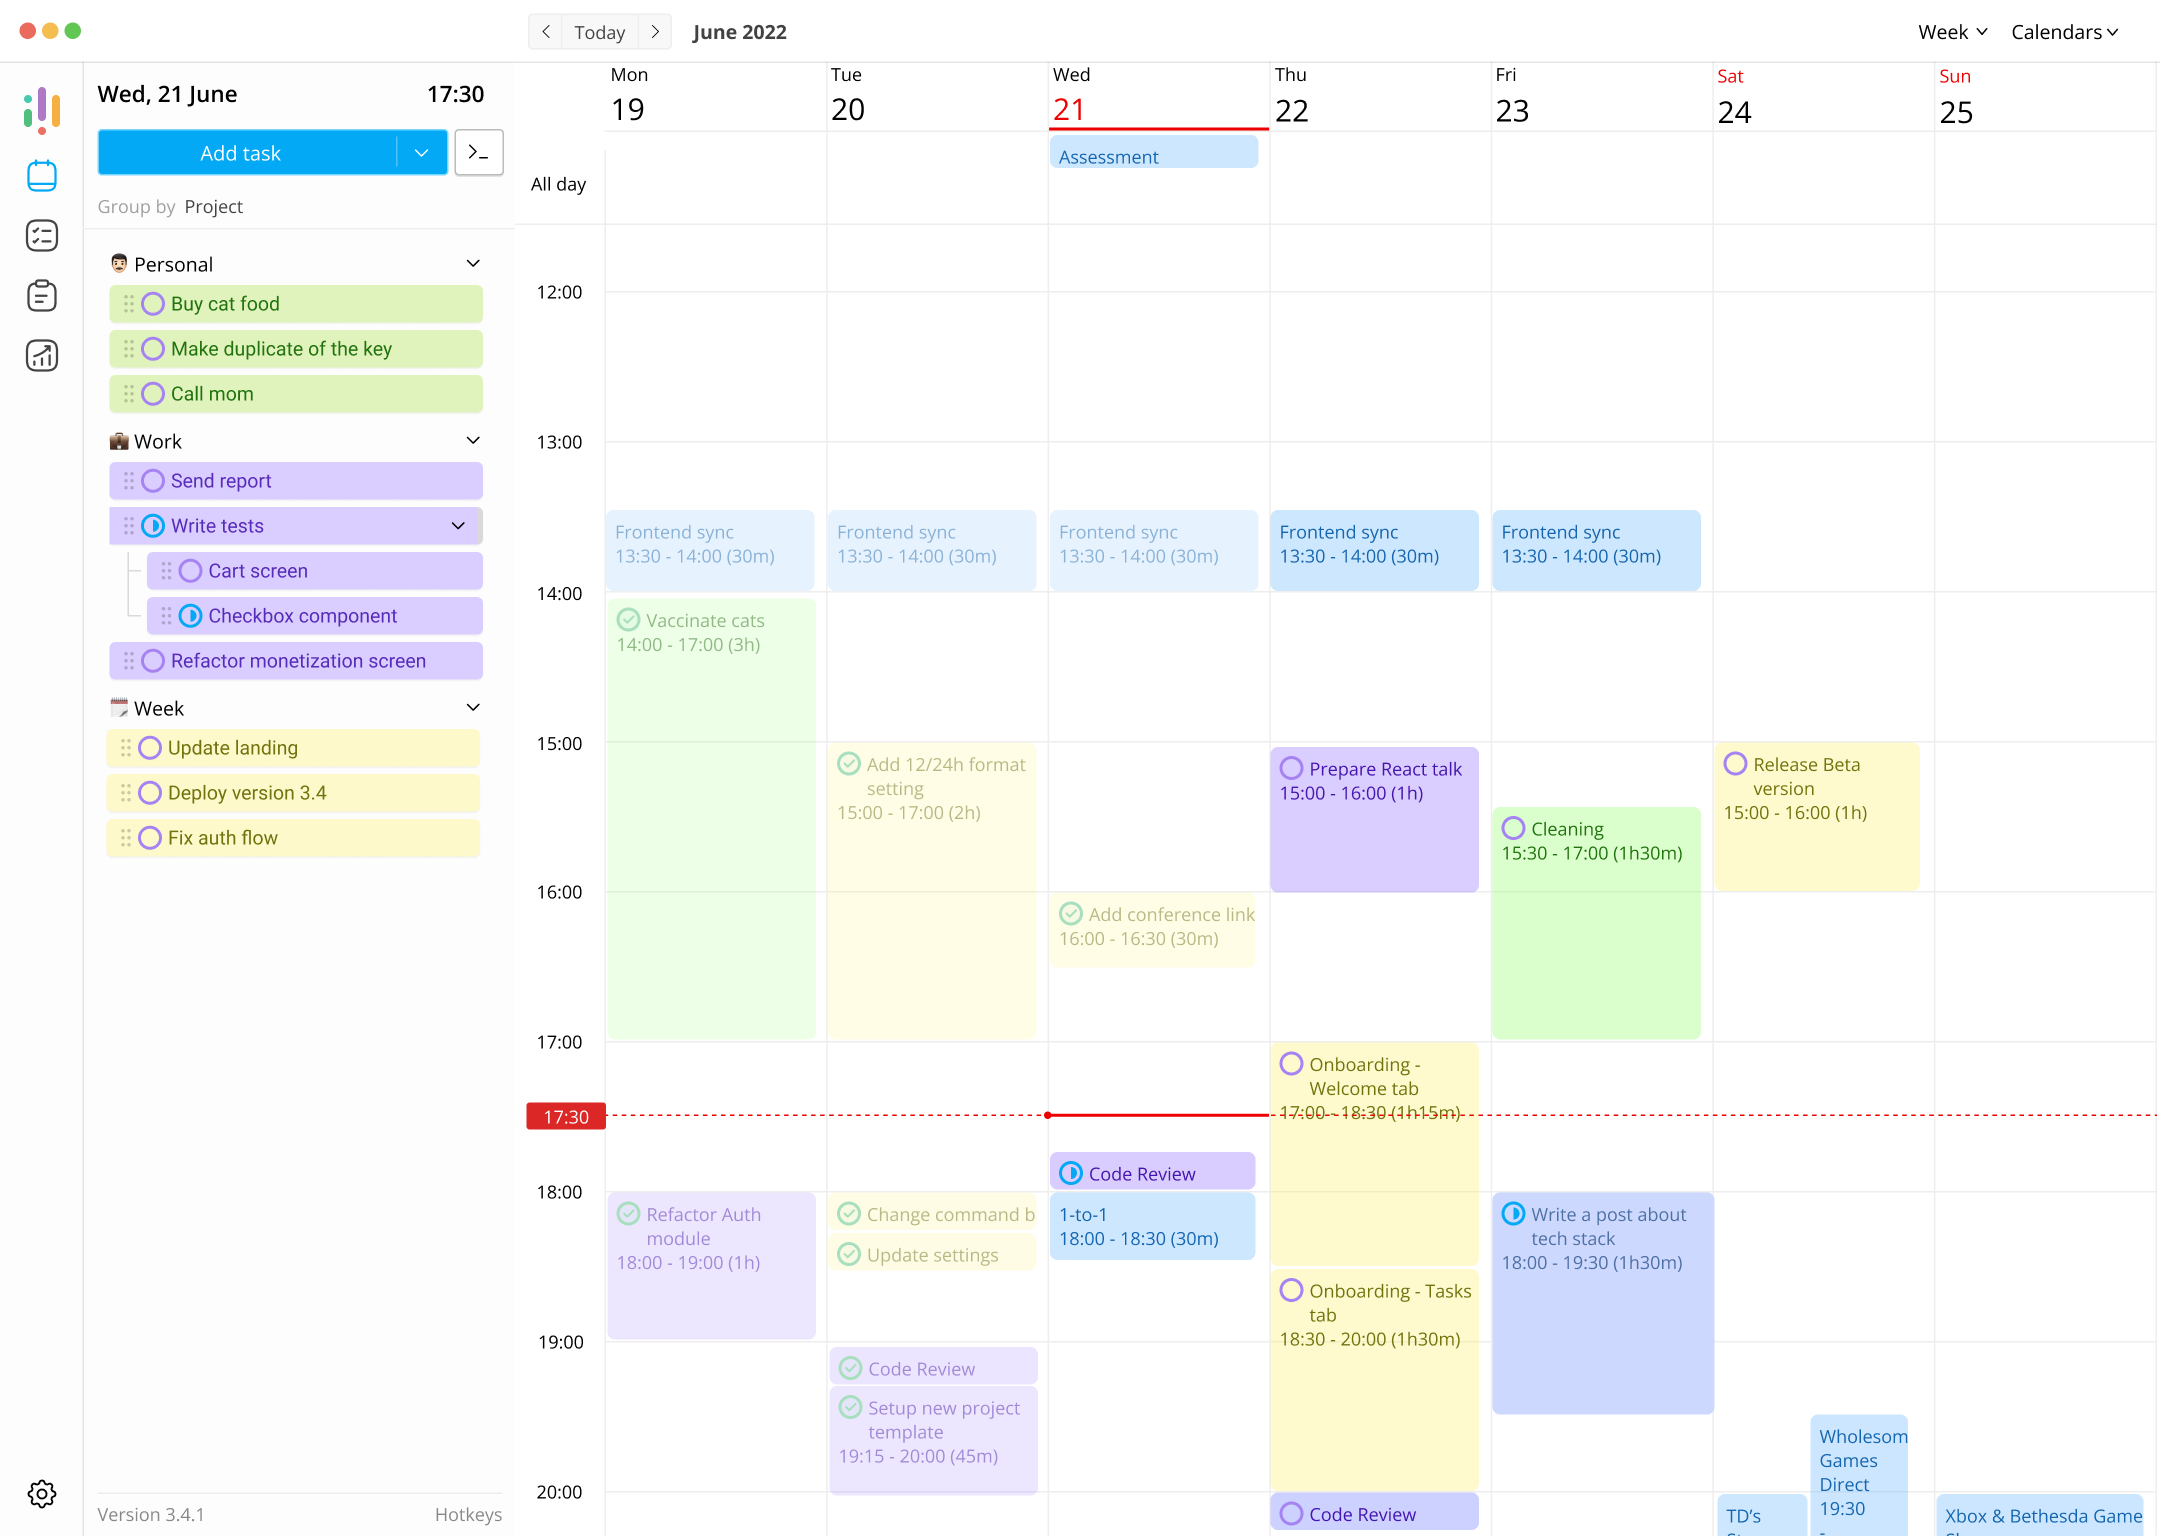 Today
June 2022
Week
Calendars
Wed, 21 June
17:30
Add task
Group by Project
Personal
Buy cat food
Make duplicate of the key
Call mom
Work
Send report
Write tests
Cart screen
Checkbox component
Refactor monetization screen
Week
Update landing
Deploy version 3.4
Fix auth flow
Version 3.4.1
Hotkeys
Mon
19
Tue
20
Wed
21
Thu
22
Fri
23
Sat
24
Sun
25
All day
Assessment
12:00
13:00
14:00
15:00
16:00
17:00
17:30
18:00
19:00
20:00
Frontend sync
13:30 - 14:00 (30m)
Vaccinate cats
14:00 - 17:00 (3h)
Refactor Auth
module
18:00 - 19:00 (1h)
Frontend sync
13:30 - 14:00 (30m)
Add 12/24h format
setting
15:00 - 17:00 (2h)
Change command b
Update settings
Code Review
Setup new project
template
19:15 - 20:00 (45m)
Frontend sync
13:30 - 14:00 (30m)
Add conference link
16:00 - 16:30 (30m)
Code Review
1-to-1
18:00 - 18:30 (30m)
Frontend sync
13:30 - 14:00 (30m)
Prepare React talk
15:00 - 16:00 (1h)
Onboarding -
Welcome tab
17:00 - 18:30 (1h15m)
Onboarding - Tasks
tab
18:30 - 20:00 (1h30m)
Code Review
Frontend sync
13:30 - 14:00 (30m)
Cleaning
15:30 - 17:00 (1h30m)
Write a post about
tech stack
18:00 - 19:30 (1h30m)
Release Beta
version
15:00 - 16:00 (1h)
TD's
Wholesom
Games
Direct
19:30
-
Xbox & Bethesda Game